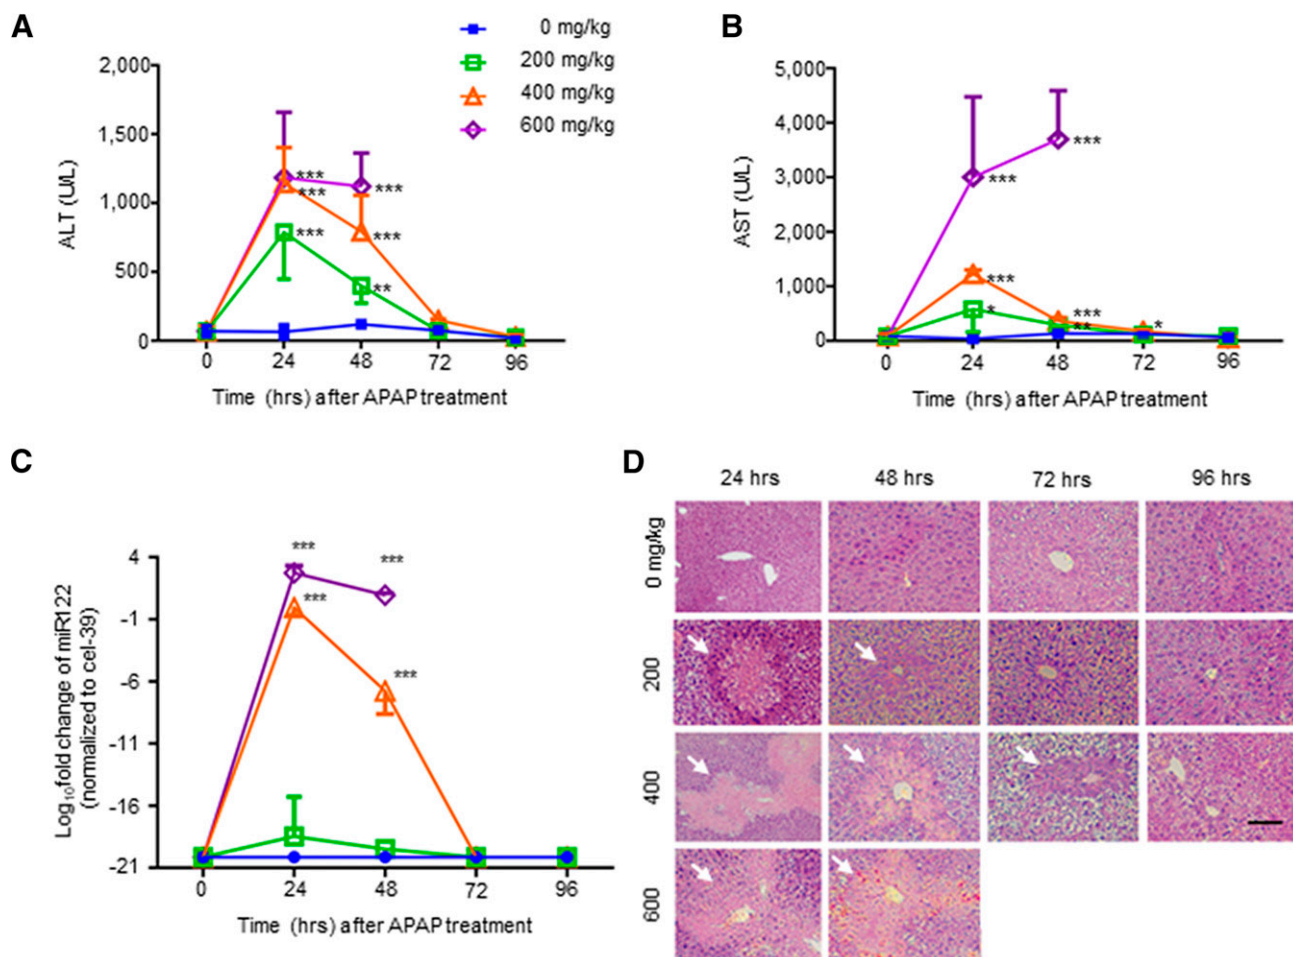 A
0 mg/kg
200 mg/kg
400 mg/kg
600 mg/kg
2,000
1,500
1,000
500
0
ALT (U/L)
***
***
***
***
***
**
0 24 48 72 96
Time (hrs) after APAP treatment
B
5,000
4,000
3,000
2,000
1,000
0
AST (U/L)
***
***
***
*
***
**
*
0 24 48 72 96
Time (hrs) after APAP treatment
C
4
-1
-6
-11
-16
-21
Log10fold change of miR122
(normalized to cel-39)
***
***
***
***
0 24 48 72 96
Time (hrs) after APAP treatment
D
24 hrs 48 hrs 72 hrs 96 hrs
0 mg/kg
200
400
600